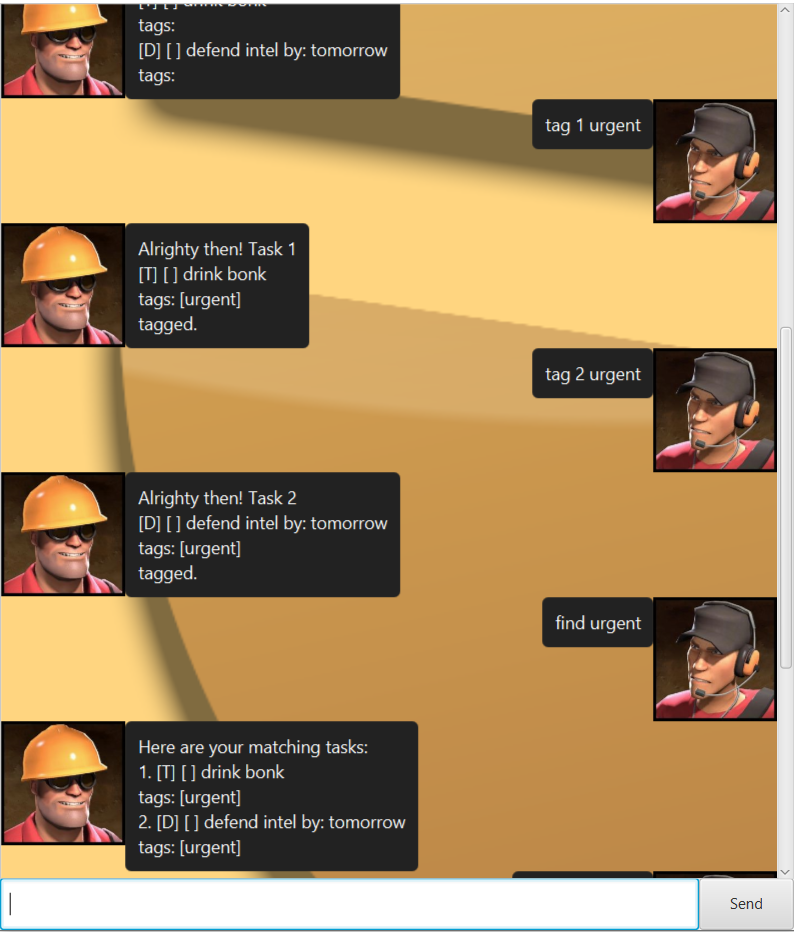 [T] [ ] drink bonk
tags:
[D] [ ] defend intel by: tomorrow
tags:
tag 1 urgent
Alrighty then! Task 1
[T] [ ] drink bonk
tags: [urgent]
tagged.
tag 2 urgent
Alrighty then! Task 2
[D] [ ] defend intel by: tomorrow
tags: [urgent]
tagged.
find urgent
Here are your matching tasks:
1. [T] [ ] drink bonk
tags: [urgent]
2. [D] [ ] defend intel by: tomorrow
tags: [urgent]
Send